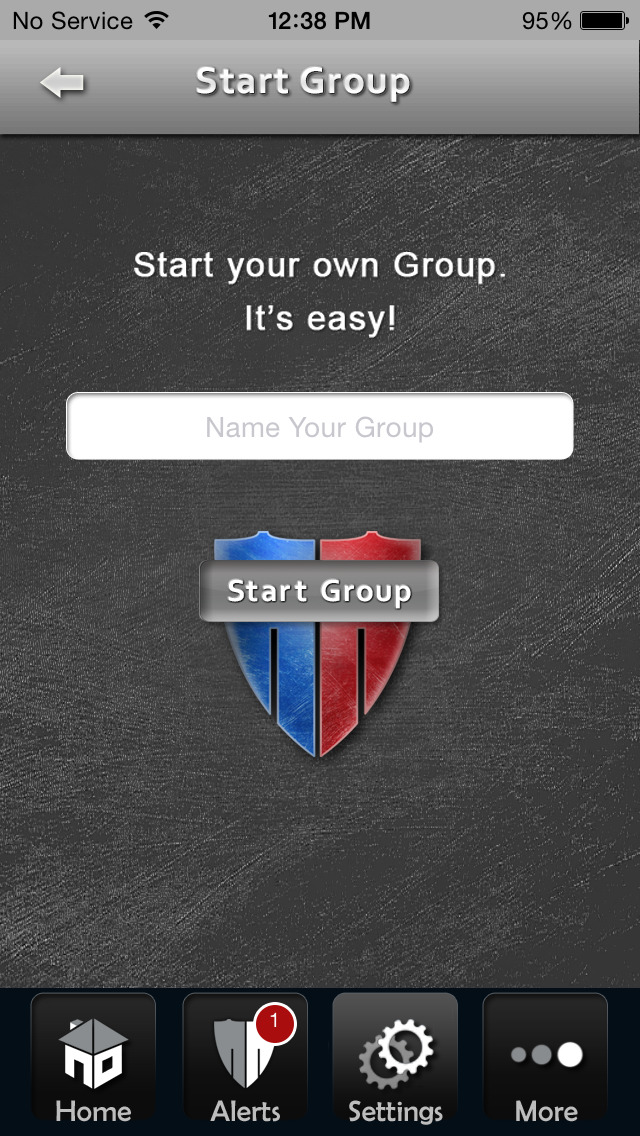 No Service 12:38 PM 95%
Start Group
Start your own Group.
It's easy!
Name Your Group
Start Group
1
Home Alerts Settings More